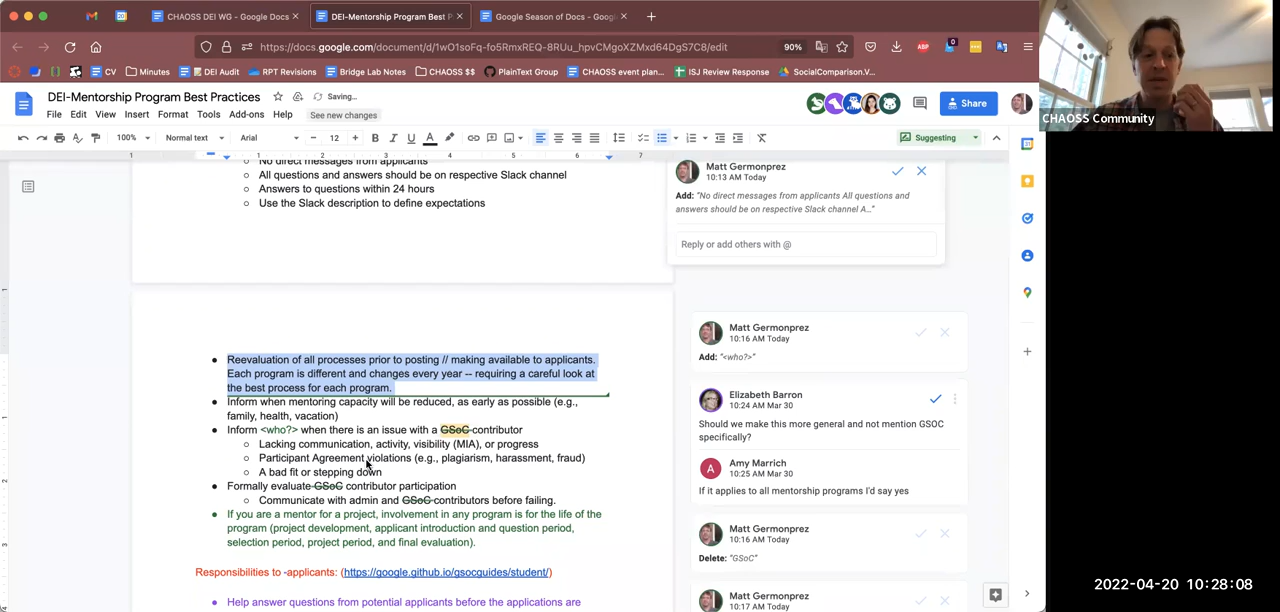 CHAOSS DEI WG - Google Docs
DEI-Mentorship Program Best P
Google Season of Docs - Goog
https://docs.google.com/document/d/1wO1soFq-fo5RmxREQ-8RUu_hpvCMgoXZMxd64DgS7C8/edit
90%
CV
Minutes
DEI Audit
RPT Revisions
Bridge Lab Notes
CHAOSS $$
PlainText Group
CHAOSS event plan...
ISJ Review Response
SocialComparison.V...
CHAOSS Community
DEI-Mentorship Program Best Practices
Saving...
File Edit View Insert Format Tools Add-ons Help
See new changes
Share
100%
Normal text
Arial
12
Suggesting
No direct messages from applicants
All questions and answers should be on respective Slack channel
Answers to questions within 24 hours
Use the Slack description to define expectations
Matt Germonprez
10:13 AM Today
Add: "No direct messages from applicants All questions and
answers should be on respective Slack channel A..."
Reply or add others with @
Reevaluation of all processes prior to posting // making available to applicants.
Each program is different and changes every year -- requiring a careful look at
the best process for each program.
Inform when mentoring capacity will be reduced, as early as possible (e.g.,
family, health, vacation)
Inform <who?> when there is an issue with a GSoC contributor
Lacking communication, activity, visibility (MIA), or progress
Participant Agreement violations (e.g., plagiarism, harassment, fraud)
A bad fit or stepping down
Formally evaluate GSoC contributor participation
Communicate with admin and GSoC contributors before failing.
If you are a mentor for a project, involvement in any program is for the life of the
program (project development, applicant introduction and question period,
selection period, project period, and final evaluation).
Responsibilities to -applicants: (https://google.github.io/gsocguides/student/)
Help answer questions from potential applicants before the applications are
Matt Germonprez
10:16 AM Today
Add: "<who?>"
Elizabeth Barron
10:24 AM Mar 30
Should we make this more general and not mention GSOC
specifically?
Amy Marrich
10:25 AM Mar 30
If it applies to all mentorship programs I'd say yes
Matt Germonprez
10:16 AM Today
Delete: "GSoC"
Matt Germonprez
10:17 AM Today
2022-04-20 10:28:08